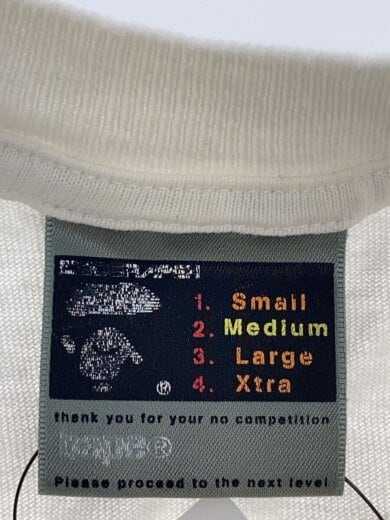 1. Small
2. Medium
3. Large
4. Xtra
®
thank you for your no competition
®
Please proceed to the next level